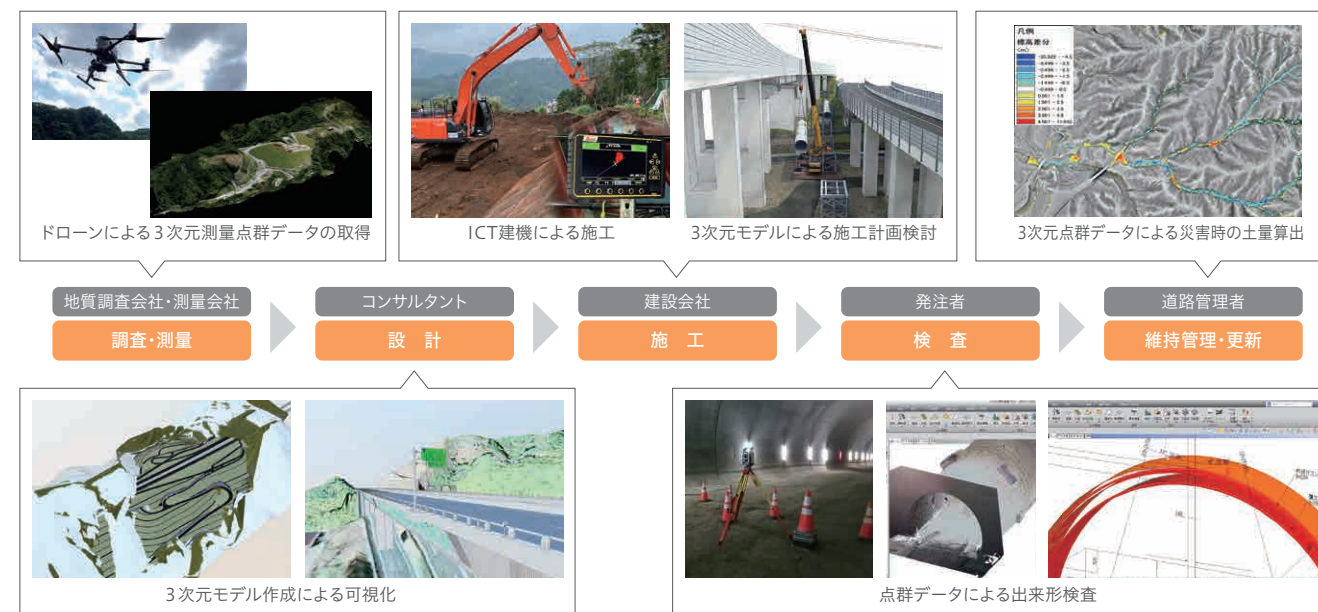 凡例
標高差分
(m)
ドローンによる3次元測量点群データの取得
ICT建機による施工
3次元モデルによる施工計画検討
3次元点群データによる災害時の土量算出
地質調査会社・測量会社
コンサルタント
建設会社
発注者
道路管理者
調査・測量
設 計
施 工
検 査
維持管理・更新
3次元モデル作成による可視化
点群データによる出来形検査